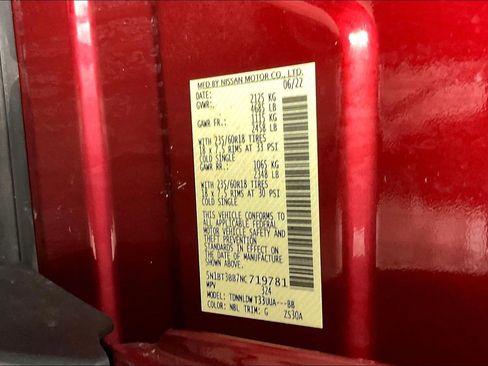 MFD BY NISSAN MOTOR CO., LTD.
DATE: 06/22
GVWR: 2125 KG
4685 LB
GAWR FR.: 1115 KG
2458 LB
WITH 235/60R18 TIRES
18 x 7.5 RIMS AT 33 PSI
COLD SINGLE
GAWR RR.: 1065 KG
2348 LB
WITH 235/60R18 TIRES
18 x 7.5 RIMS AT 30 PSI
COLD SINGLE
THIS VEHICLE CONFORMS TO
ALL APPLICABLE FEDERAL
MOTOR VEHICLE SAFETY AND
THEFT PREVENTION
STANDARDS IN EFFECT ON
THE DATE OF MANUFACTURE
SHOWN ABOVE.
5N1BT3BB7NC719781
MPV 324
MODEL: TDNNLDW T33UUA---BB
COLOR: NBL TRIM: G ZS30A